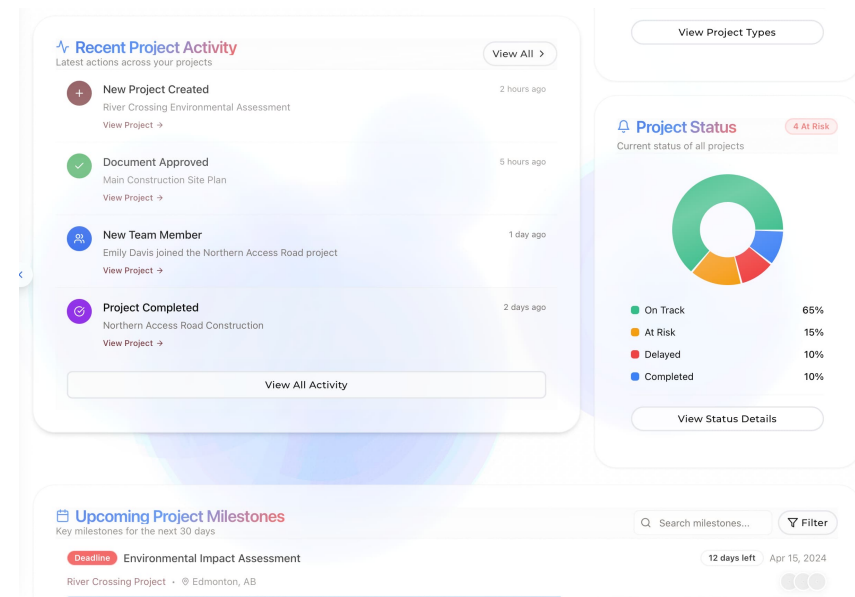 Recent Project Activity
Latest actions across your projects
View All
New Project Created
2 hours ago
River Crossing Environmental Assessment
View Project →
Document Approved
5 hours ago
Main Construction Site Plan
View Project →
New Team Member
1 day ago
Emily Davis joined the Northern Access Road project
View Project →
Project Completed
2 days ago
Northern Access Road Construction
View Project →
View All Activity
View Project Types
Project Status
4 At Risk
Current status of all projects
On Track 65%
At Risk 15%
Delayed 10%
Completed 10%
View Status Details
Upcoming Project Milestones
Key milestones for the next 30 days
Search milestones...
Filter
Deadline Environmental Impact Assessment
12 days left Apr 15, 2024
River Crossing Project • Edmonton, AB